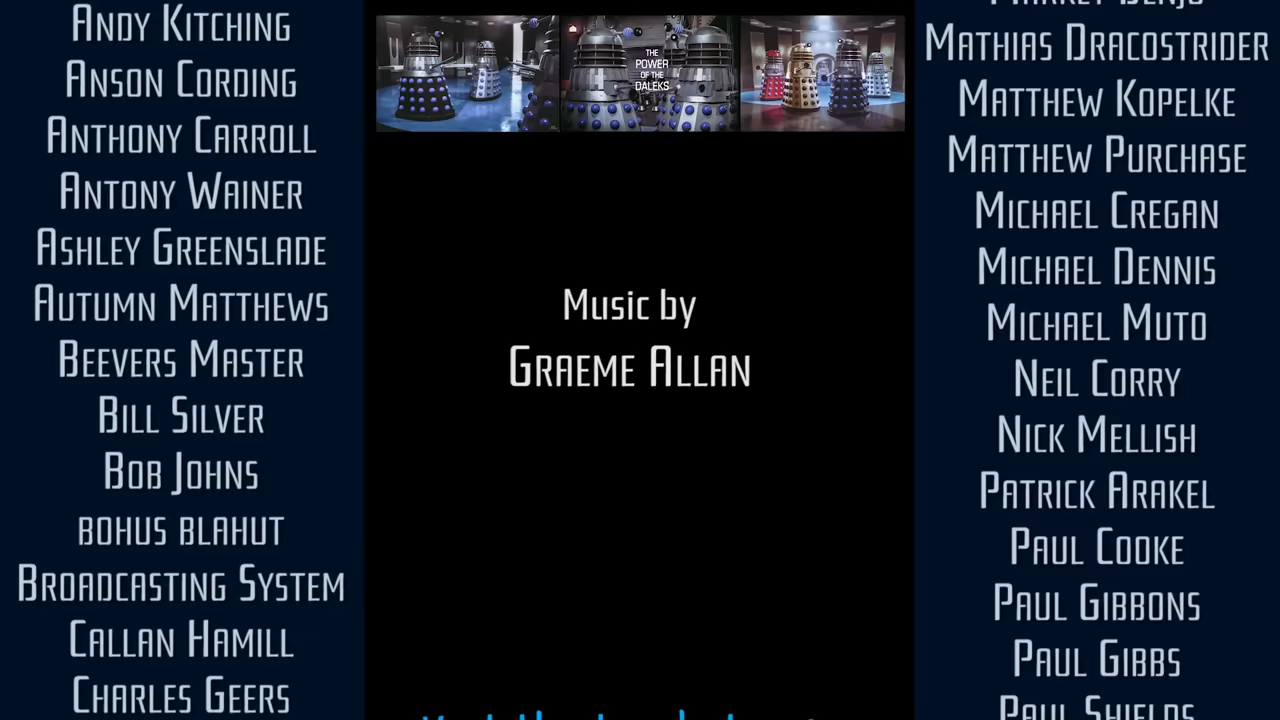 Andy Kitching
Anson Cording
Anthony Carroll
Antony Wainer
Ashley Greenslade
Autumn Matthews
Beevers Master
Bill Silver
Bob Johns
bohus blahut
Broadcasting System
Callan Hamill
Charles Geers
THE
POWER
OF THE
DALEKS
Music by
Graeme Allan
Mathias Dracostrider
Matthew Kopelke
Matthew Purchase
Michael Cregan
Michael Dennis
Michael Muto
Neil Corry
Nick Mellish
Patrick Arakel
Paul Cooke
Paul Gibbons
Paul Gibbs
Paul Shields